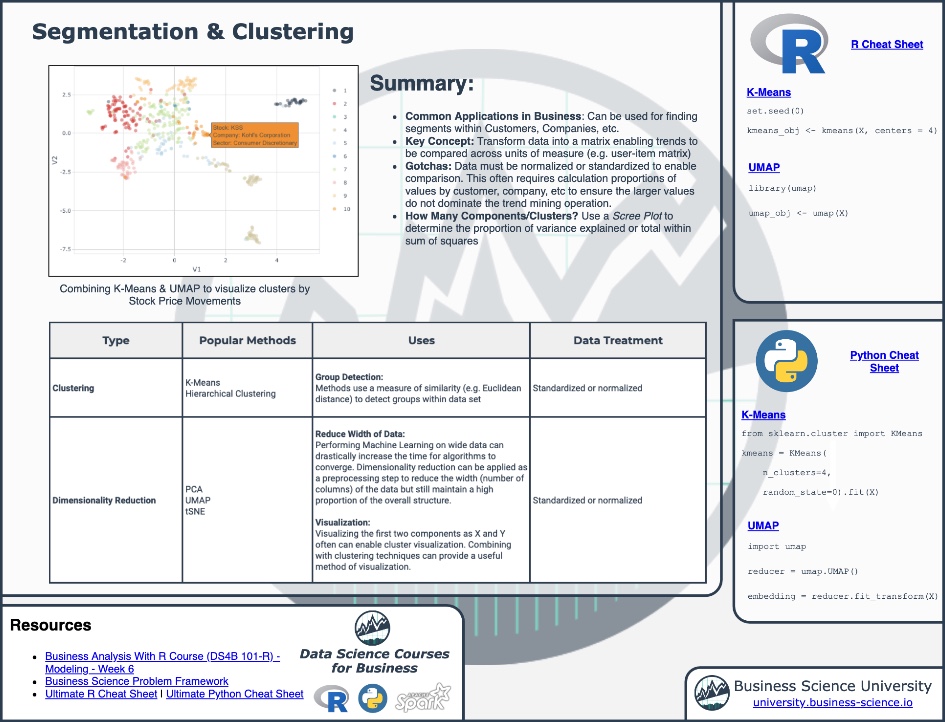 Segmentation & Clustering
2.5
0.0
-2.5
-5.0
-7.5
V2
-2
0
2
4
V1
Stock: KSS
Company: Kohl's Corporation
Sector: Consumer Discretionary
1
2
3
4
5
6
7
8
9
10
Combining K-Means & UMAP to visualize clusters by
Stock Price Movements
Summary:
• Common Applications in Business: Can be used for finding
segments within Customers, Companies, etc.
• Key Concept: Transform data into a matrix enabling trends to
be compared across units of measure (e.g. user-item matrix)
• Gotchas: Data must be normalized or standardized to enable
comparison. This often requires calculation proportions of
values by customer, company, etc to ensure the larger values
do not dominate the trend mining operation.
• How Many Components/Clusters? Use a Scree Plot to
determine the proportion of variance explained or total within
sum of squares
Type Popular Methods Uses Data Treatment
Clustering
K-Means
Hierarchical Clustering
Group Detection:
Methods use a measure of similarity (e.g. Euclidean
distance) to detect groups within data set
Standardized or normalized
Dimensionality Reduction
PCA
UMAP
tSNE
Reduce Width of Data:
Performing Machine Learning on wide data can
drastically increase the time for algorithms to
converge. Dimensionality reduction can be applied as
a preprocessing step to reduce the width (number of
columns) of the data but still maintain a high
proportion of the overall structure.
Visualization:
Visualizing the first two components as X and Y
often can enable cluster visualization. Combining
with clustering techniques can provide a useful
method of visualization.
Standardized or normalized
R
R Cheat Sheet
K-Means
set.seed(0)
kmeans_obj <- kmeans(X, centers = 4)
UMAP
library(umap)
umap_obj <- umap(X)
Python Cheat
Sheet
K-Means
from sklearn.cluster import KMeans
kmeans = KMeans(
n_clusters=4,
random_state=0).fit(X)
UMAP
import umap
reducer = umap.UMAP()
embedding = reducer.fit_transform(X)
Resources
• Business Analysis With R Course (DS4B 101-R) -
Modeling - Week 6
• Business Science Problem Framework
• Ultimate R Cheat Sheet | Ultimate Python Cheat Sheet
Data Science Courses
for Business
R
APACHE
Spark
Business Science University
university.business-science.io